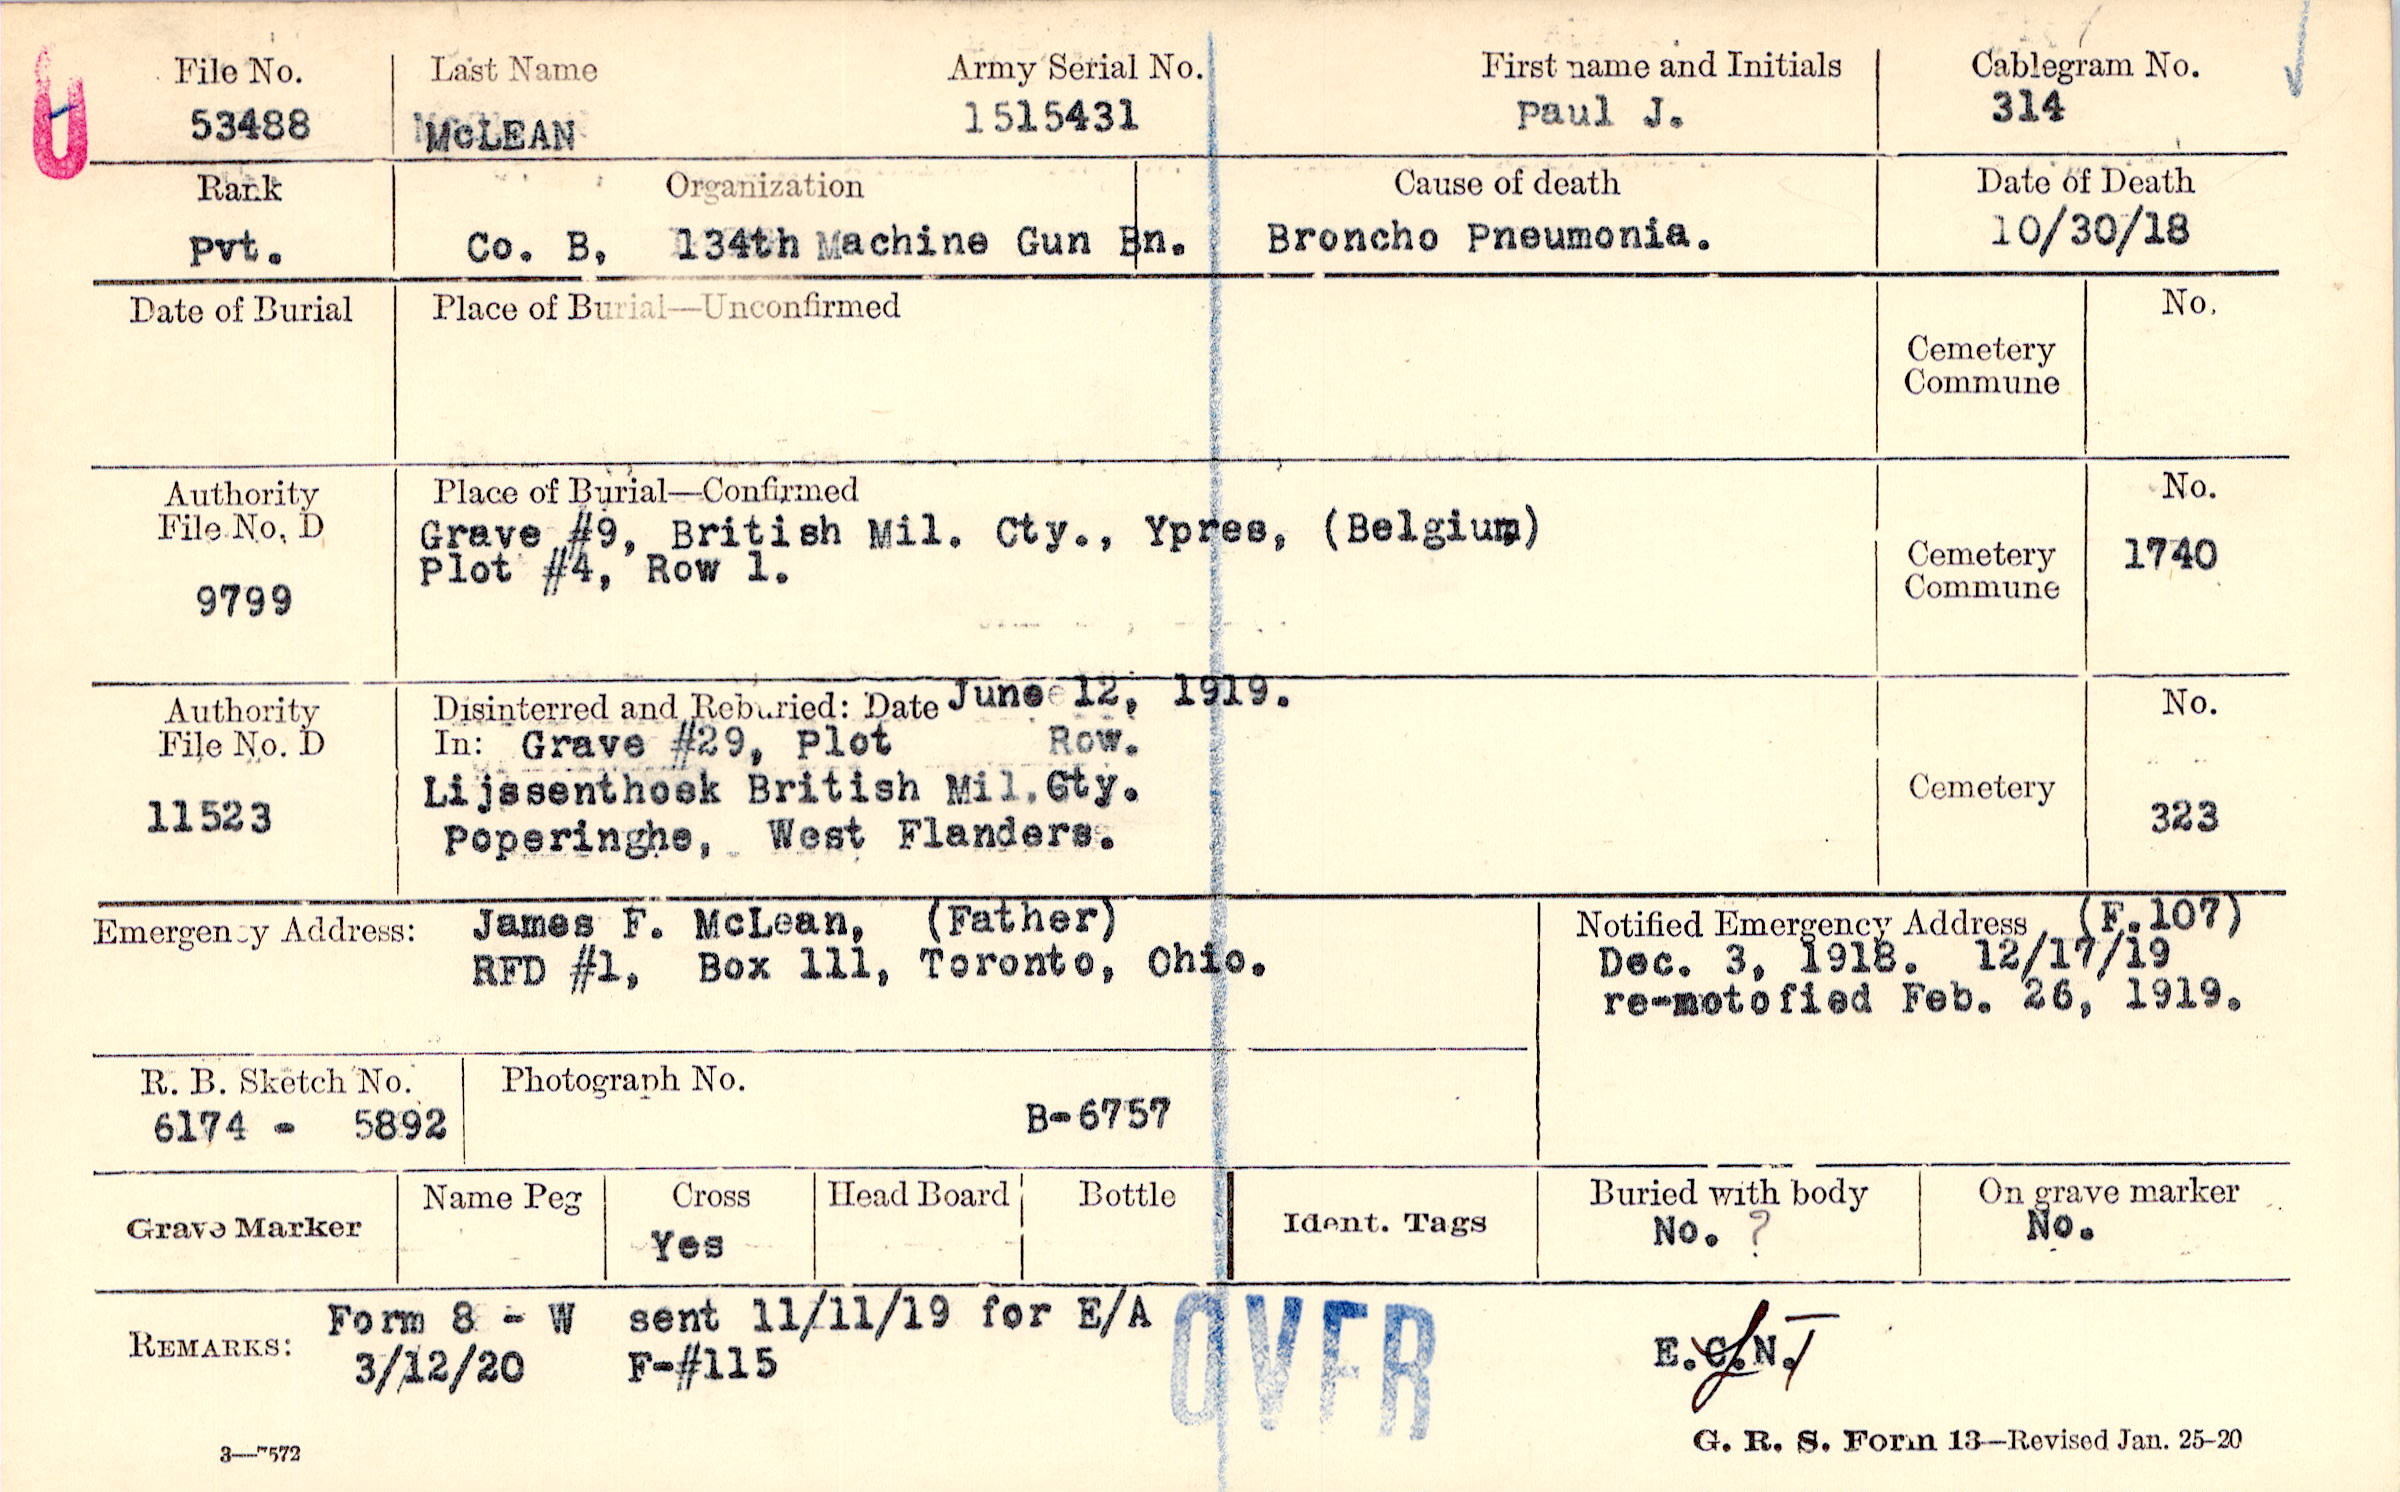 File No. Last Name Army Serial No. First name and Initials Cablegram No.
53488 McLEAN 1515431 Paul J. 314
Rank Organization Cause of death Date of Death
Pvt. Co. B, 134th Machine Gun Bn. Broncho Pneumonia. 10/30/18
Date of Burial Place of Burial—Unconfirmed No.
Cemetery
Commune
Authority Place of Burial—Confirmed No.
File No. D Grave #9, British Mil. Cty., Ypres, (Belgium)
Plot #4, Row 1.
Cemetery 1740
Commune
9799
Authority Disinterred and Reburied: Date June 12, 1919. No.
File No. D In: Grave #29, Plot Row.
Lijssenthoek British Mil. Cty. Cemetery
11523 Poperinghe, West Flanders. 323
Emergency Address: James F. McLean, (Father) Notified Emergency Address (F.107)
RFD #1, Box 111, Toronto, Ohio. Dec. 3, 1918. 12/17/19
re-motofied Feb. 26, 1919.
R. B. Sketch No. Photograph No.
6174 - 5892 B-6757
Grave Marker Name Peg Cross Head Board Bottle Ident. Tags Buried with body On grave marker
Yes No. ? No.
REMARKS: Form 8 - W sent 11/11/19 for E/A
3/12/20 F-#115
OVER
E.C.N.
3—7572
G. R. S. Form 13—Revised Jan. 25-20